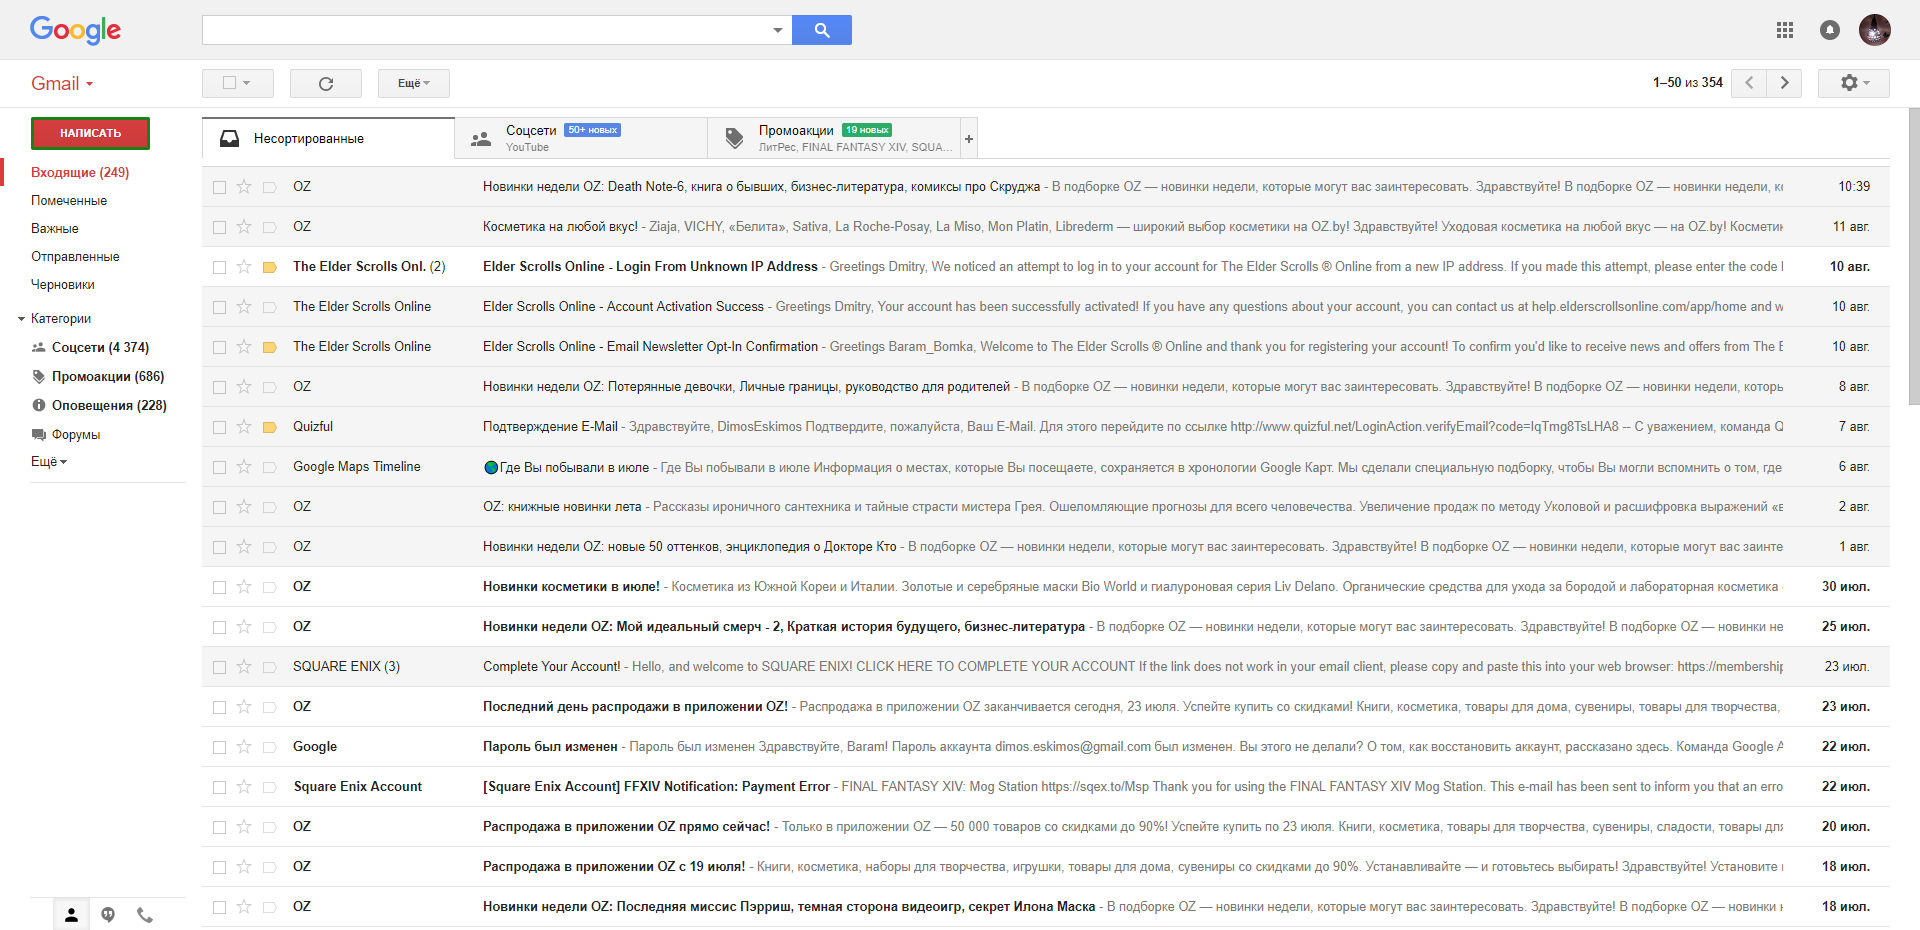 Google
Gmail
Ещё
1–50 из 354
НАПИСАТЬ
Входящие (249)
Помеченные
Важные
Отправленные
Черновики
Категории
Соцсети (4 374)
Промоакции (686)
Оповещения (228)
Форумы
Ещё
Несортированные
Соцсети 50+ новых
YouTube
Промоакции 19 новых
ЛитРес, FINAL FANTASY XIV, SQUA…
+
OZ Новинки недели OZ: Death Note-6, книга о бывших, бизнес-литература, комиксы про Скруджа - В подборке OZ — новинки недели, которые могут вас заинтересовать. Здравствуйте! В подборке OZ — новинки недели, 10:39
OZ Косметика на любой вкус! - Ziaja, VICHY, «Белита», Sativa, La Roche-Posay, La Miso, Mon Platin, Librederm — широкий выбор косметики на OZ.by! Здравствуйте! Уходовая косметика на любой вкус — на OZ.by! 11 авг.
The Elder Scrolls Onl. (2) Elder Scrolls Online - Login From Unknown IP Address - Greetings Dmitry, We noticed an attempt to log in to your account for The Elder Scrolls ® Online from a new IP address. If you made this attempt, please enter the code 10 авг.
The Elder Scrolls Online Elder Scrolls Online - Account Activation Success - Greetings Dmitry, Your account has been successfully activated! If you have any questions about your account, you can contact us at help.elderscrollsonline.com/app/home and w 10 авг.
The Elder Scrolls Online Elder Scrolls Online - Email Newsletter Opt-In Confirmation - Greetings Baram_Bomka, Welcome to The Elder Scrolls ® Online and thank you for registering your account! To confirm you'd like to receive news and offers from The E 10 авг.
OZ Новинки недели OZ: Потерянные девочки, Личные границы, руководство для родителей - В подборке OZ — новинки недели, которые могут вас заинтересовать. Здравствуйте! В подборке OZ — новинки недели, которы 8 авг.
Quizful Подтверждение E-Mail - Здравствуйте, DimosEskimos Подтвердите, пожалуйста, Ваш E-Mail. Для этого перейдите по ссылке http://www.quizful.net/LoginAction.verifyEmail?code=IqTmg8TsLHA8 -- С уважением, команда Q 7 авг.
Google Maps Timeline Где Вы побывали в июле - Где Вы побывали в июле Информация о местах, которые Вы посещаете, сохраняется в хронологии Google Карт. Мы сделали специальную подборку, чтобы Вы могли вспомнить о том, где 6 авг.
OZ OZ: книжные новинки лета - Рассказы ироничного сантехника и тайные страсти мистера Грея. Ошеломляющие прогнозы для всего человечества. Увеличение продаж по методу Уколовой и расшифровка выражений «в 2 авг.
OZ Новинки недели OZ: новые 50 оттенков, энциклопедия о Докторе Кто - В подборке OZ — новинки недели, которые могут вас заинтересовать. Здравствуйте! В подборке OZ — новинки недели, которые могут вас заинте 1 авг.
OZ Новинки косметики в июле! - Косметика из Южной Кореи и Италии. Золотые и серебряные маски Bio World и гиалуроновая серия Liv Delano. Органические средства для ухода за бородой и лабораторная косметика 30 июл.
OZ Новинки недели OZ: Мой идеальный смерч - 2, Краткая история будущего, бизнес-литература - В подборке OZ — новинки недели, которые могут вас заинтересовать. Здравствуйте! В подборке OZ — новинки не 25 июл.
SQUARE ENIX (3) Complete Your Account! - Hello, and welcome to SQUARE ENIX! CLICK HERE TO COMPLETE YOUR ACCOUNT If the link does not work in your email client, please copy and paste this into your web browser: https://membership 23 июл.
OZ Последний день распродажи в приложении OZ! - Распродажа в приложении OZ заканчивается сегодня, 23 июля. Успейте купить со скидками! Книги, косметика, товары для дома, сувениры, товары для творчества, 23 июл.
Google Пароль был изменен - Пароль был изменен Здравствуйте, Baram! Пароль аккаунта dimos.eskimos@gmail.com был изменен. Вы этого не делали? О том, как восстановить аккаунт, рассказано здесь. Команда Google A 22 июл.
Square Enix Account [Square Enix Account] FFXIV Notification: Payment Error - FINAL FANTASY XIV: Mog Station https://sqex.to/Msp Thank you for using the FINAL FANTASY XIV Mog Station. This e-mail has been sent to inform you that an erro 22 июл.
OZ Распродажа в приложении OZ прямо сейчас! - Только в приложении OZ — 50 000 товаров со скидками до 90%! Успейте купить по 23 июля. Книги, косметика, товары для творчества, сувениры, сладости, товары дл 20 июл.
OZ Распродажа в приложении OZ с 19 июля! - Книги, косметика, наборы для творчества, игрушки, товары для дома, сувениры со скидками до 90%. Устанавливайте — и готовьтесь выбирать! Здравствуйте! Установите 18 июл.
OZ Новинки недели OZ: Последняя миссис Пэрриш, темная сторона видеоигр, секрет Илона Маска - В подборке OZ — новинки недели, которые могут вас заинтересовать. Здравствуйте! В подборке OZ — новинки 18 июл.